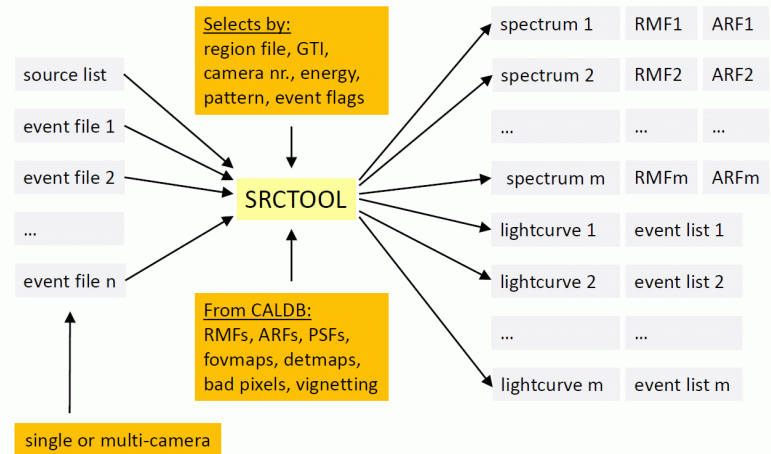 source list
event file 1
event file 2
...
event file n
single or multi-camera
Selects by:
region file, GTI,
camera nr., energy,
pattern, event flags
SRCTOOL
From CALDB:
RMFs, ARFs, PSFs,
fovmaps, detmaps,
bad pixels, vignetting
spectrum 1 RMF1 ARF1
spectrum 2 RMF2 ARF2
... ... ...
spectrum m RMFm ARFm
lightcurve 1 event list 1
lightcurve 2 event list 2
... ...
lightcurve m event list m